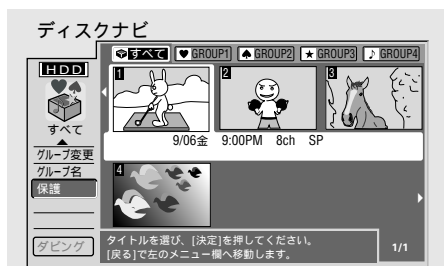 ディスクナビ
すべて GROUP1 GROUP2 GROUP3 GROUP4
HDD
1 2 3
すべて
9/06金 9:00PM 8ch SP
グループ変更
グループ名
4
保護
ダビング
タイトルを選び、[決定]を押してください。
[戻る]で左のメニュー欄へ移動します。
1/1